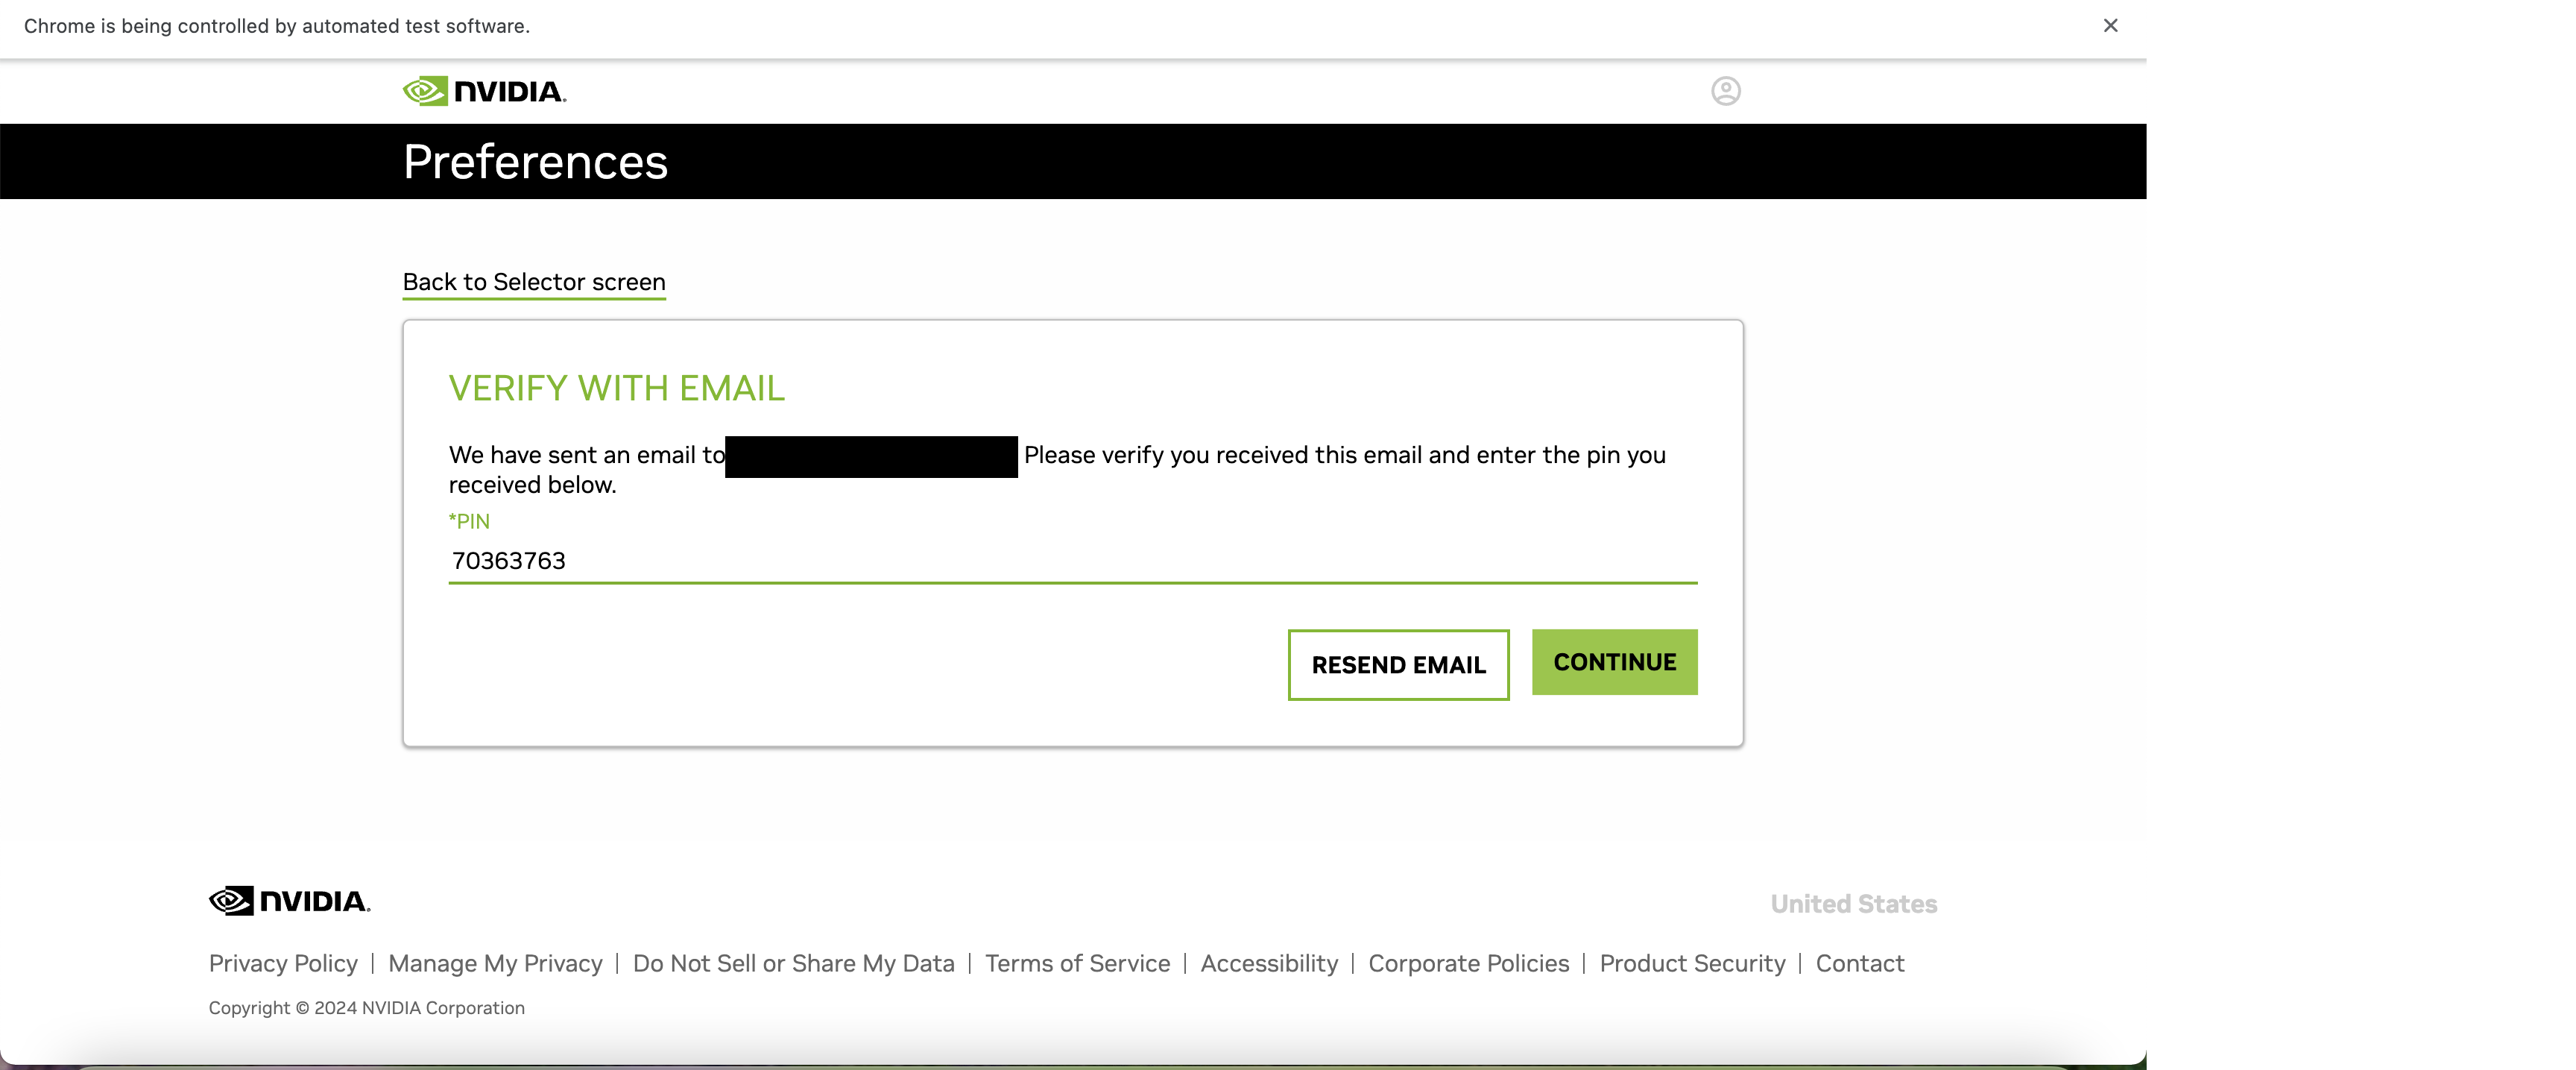 Chrome is being controlled by automated test software.
NVIDIA.
Preferences
Back to Selector screen
VERIFY WITH EMAIL
We have sent an email to Please verify you received this email and enter the pin you
received below.
*PIN
70363763
RESEND EMAIL
CONTINUE
NVIDIA.
United States
Privacy Policy | Manage My Privacy | Do Not Sell or Share My Data | Terms of Service | Accessibility | Corporate Policies | Product Security | Contact
Copyright © 2024 NVIDIA Corporation